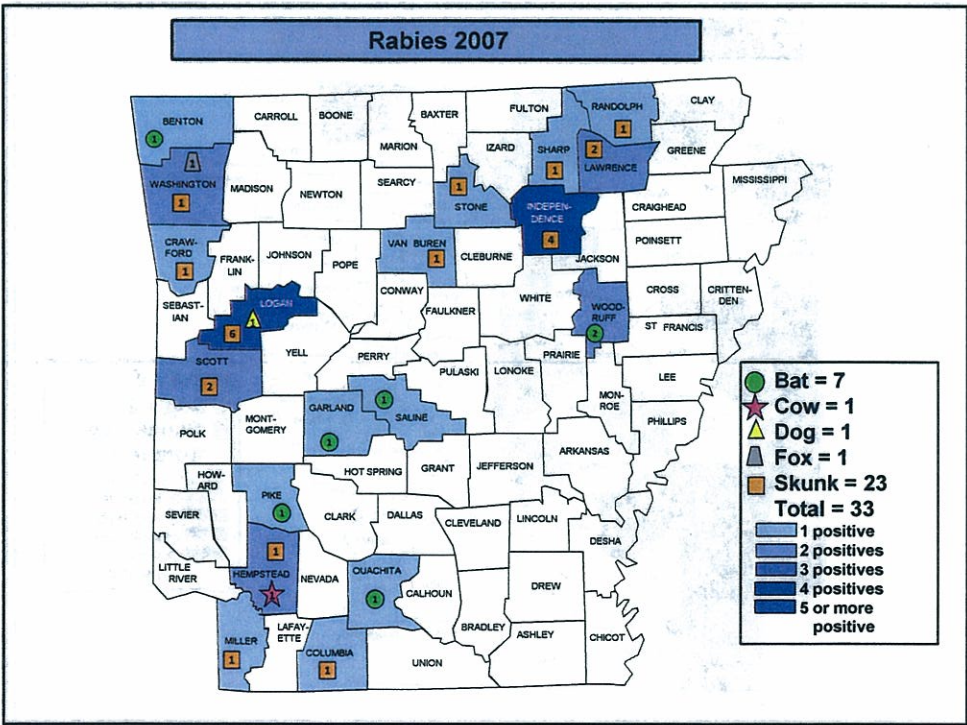 Rabies 2007
BENTON
1
CARROLL
BOONE
BAXTER
FULTON
RANDOLPH
1
CLAY
MARION
IZARD
SHARP
1
2
LAWRENCE
GREENE
1
WASHINGTON
1
MADISON
NEWTON
SEARCY
1
STONE
INDEPEN-
DENCE
4
MISSISSIPPI
CRAIGHEAD
CRAW-
FORD
1
FRANK-
LIN
JOHNSON
POPE
VAN BUREN
1
CLEBURNE
JACKSON
POINSETT
SEBAST-
IAN
LOGAN
1
6
CONWAY
FAULKNER
WHITE
WOOD-
RUFF
2
CROSS
CRITTEN-
DEN
ST FRANCIS
SCOTT
2
YELL
PERRY
PULASKI
LONOKE
PRAIRIE
MON-
ROE
LEE
PHILLIPS
POLK
MONT-
GOMERY
GARLAND
1
1
SALINE
HOT SPRING
GRANT
JEFFERSON
ARKANSAS
HOW-
ARD
PIKE
1
CLARK
DALLAS
CLEVELAND
LINCOLN
DESHA
SEVIER
LITTLE
RIVER
1
HEMPSTEAD
1
NEVADA
OUACHITA
1
CALHOUN
BRADLEY
DREW
MILLER
1
LAFAY-
ETTE
COLUMBIA
1
UNION
ASHLEY
CHICOT
Bat = 7
Cow = 1
Dog = 1
Fox = 1
Skunk = 23
Total = 33
1 positive
2 positives
3 positives
4 positives
5 or more
positive